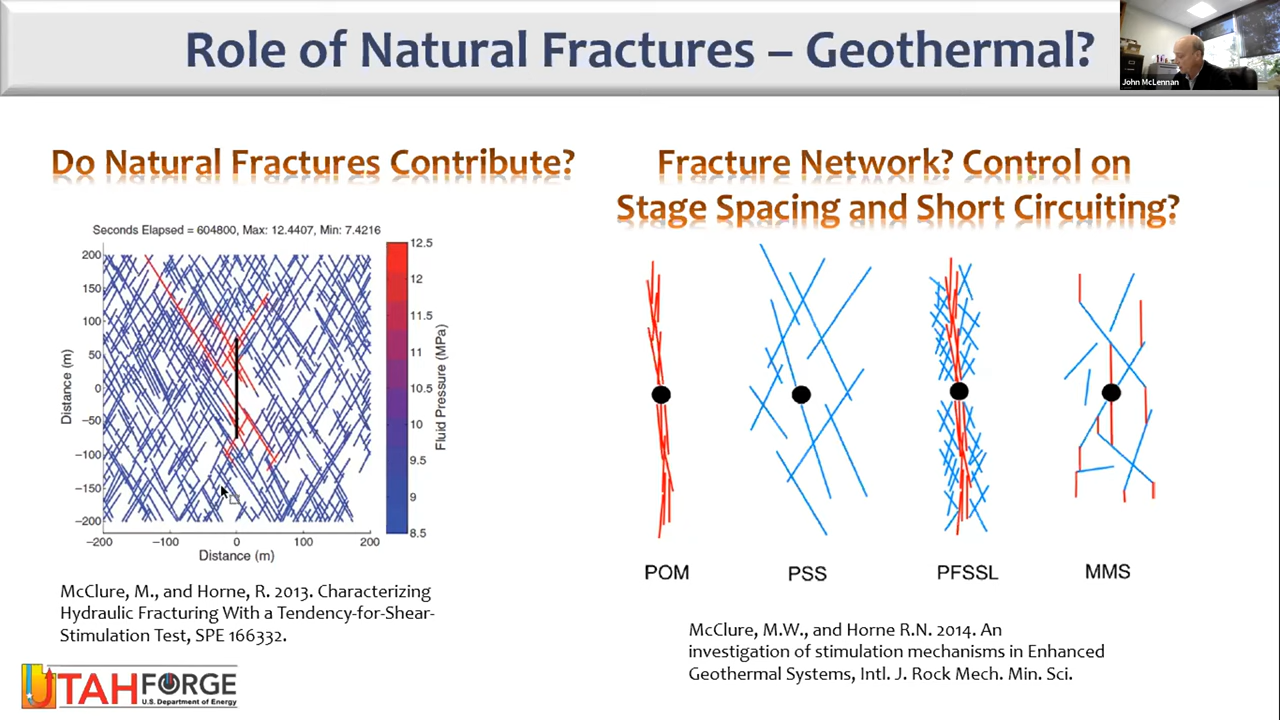 Role of Natural Fractures – Geothermal?
John McLennan
Do Natural Fractures Contribute?
Fracture Network? Control on
Stage Spacing and Short Circuiting?
Seconds Elapsed = 604800, Max: 12.4407, Min: 7.4216
200
150
100
50
0
−50
−100
−150
−200
Distance (m)
−200
−100
0
100
200
Distance (m)
12.5
12
11.5
11
10.5
10
9.5
9
8.5
Fluid Pressure (MPa)
POM
PSS
PFSSL
MMS
McClure, M., and Horne, R. 2013. Characterizing
Hydraulic Fracturing With a Tendency-for-Shear-
Stimulation Test, SPE 166332.
McClure, M.W., and Horne R.N. 2014. An
investigation of stimulation mechanisms in Enhanced
Geothermal Systems, Intl. J. Rock Mech. Min. Sci.
UTAH FORGE
U.S. Department of Energy